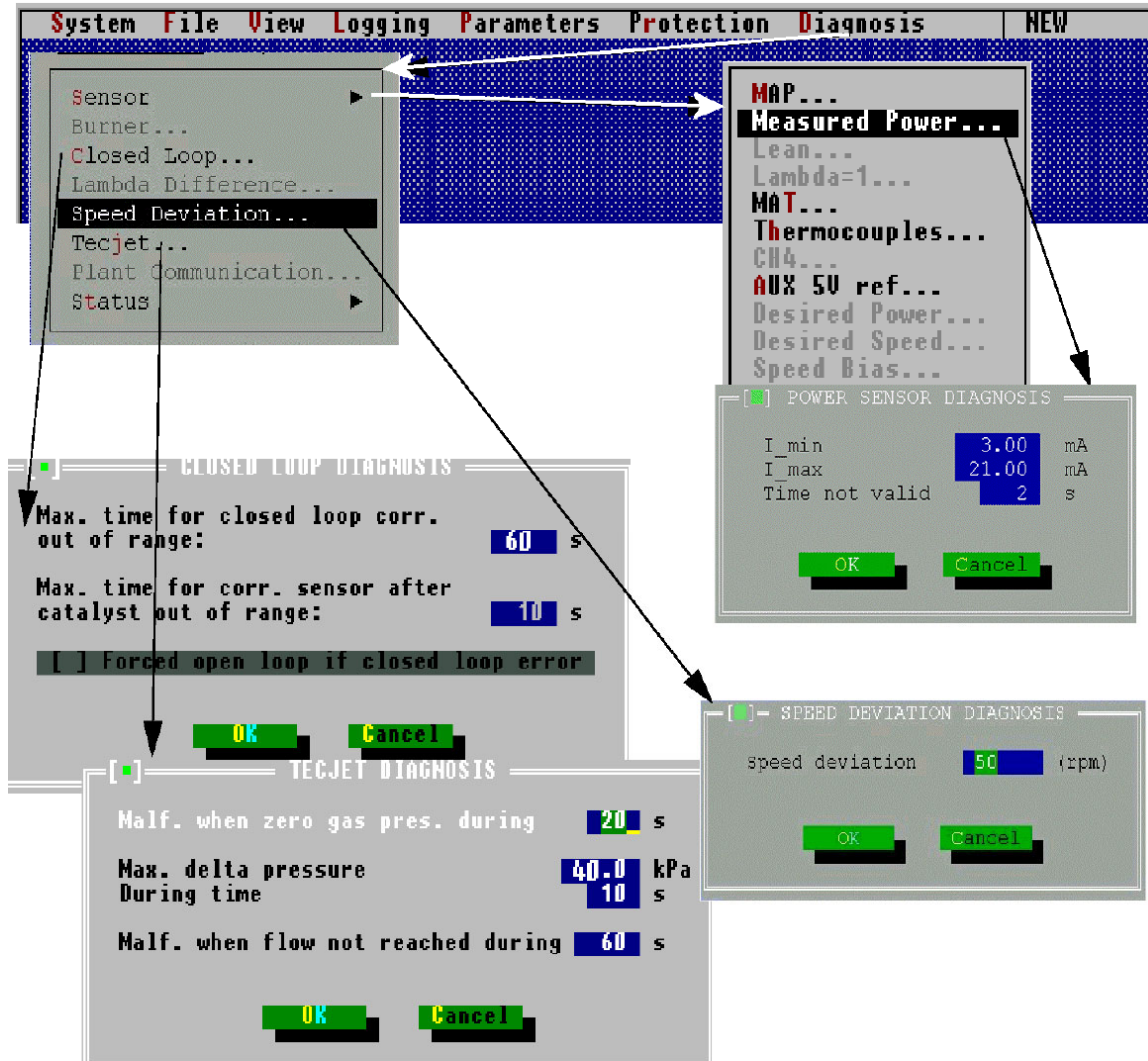 System File View Logging Parameters Protection Diagnosis NEW
Sensor
Burner...
Closed Loop...
Lambda Difference...
Speed Deviation...
Tecjet...
Plant Communication...
Status
MAP...
Measured Power...
Lean...
Lambda=1...
MAT...
Thermocouples...
CH4...
AUX 5V ref...
Desired Power...
Desired Speed...
Speed Bias...
POWER SENSOR DIAGNOSIS
I_min 3.00 mA
I_max 21.00 mA
Time not valid 2 s
OK Cancel
CLOSED LOOP DIAGNOSIS
Max. time for closed loop corr.
out of range: 60 s
Max. time for corr. sensor after
catalyst out of range: 10 s
[ ] Forced open loop if closed loop error
OK Cancel
SPEED DEVIATION DIAGNOSIS
Speed deviation 50 (rpm)
OK Cancel
TECJET DIAGNOSIS
Malf. when zero gas pres. during 20 s
Max. delta pressure 40.0 kPa
During time 10 s
Malf. when flow not reached during 60 s
OK Cancel